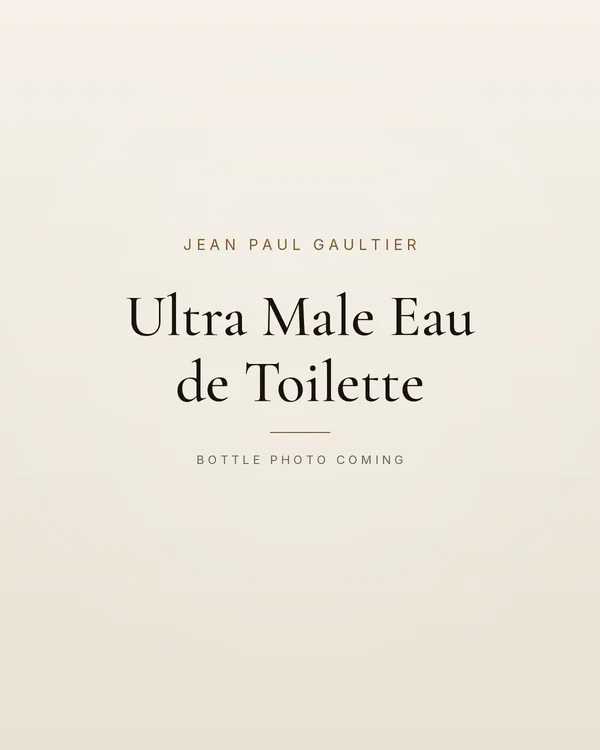 JEAN PAUL GAULTIER
Ultra Male Eau
de Toilette
BOTTLE PHOTO COMING